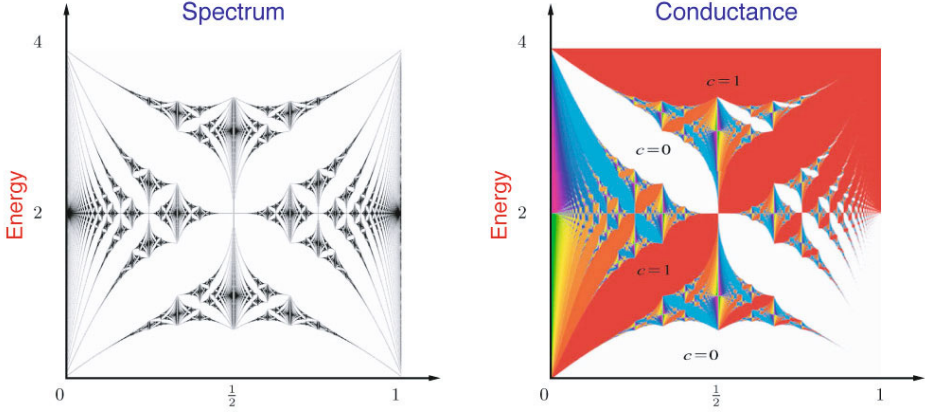 Spectrum
4
2
Energy
0
1/2
1
Conductance
4
2
Energy
c=1
c=0
c=1
c=0
0
1/2
1